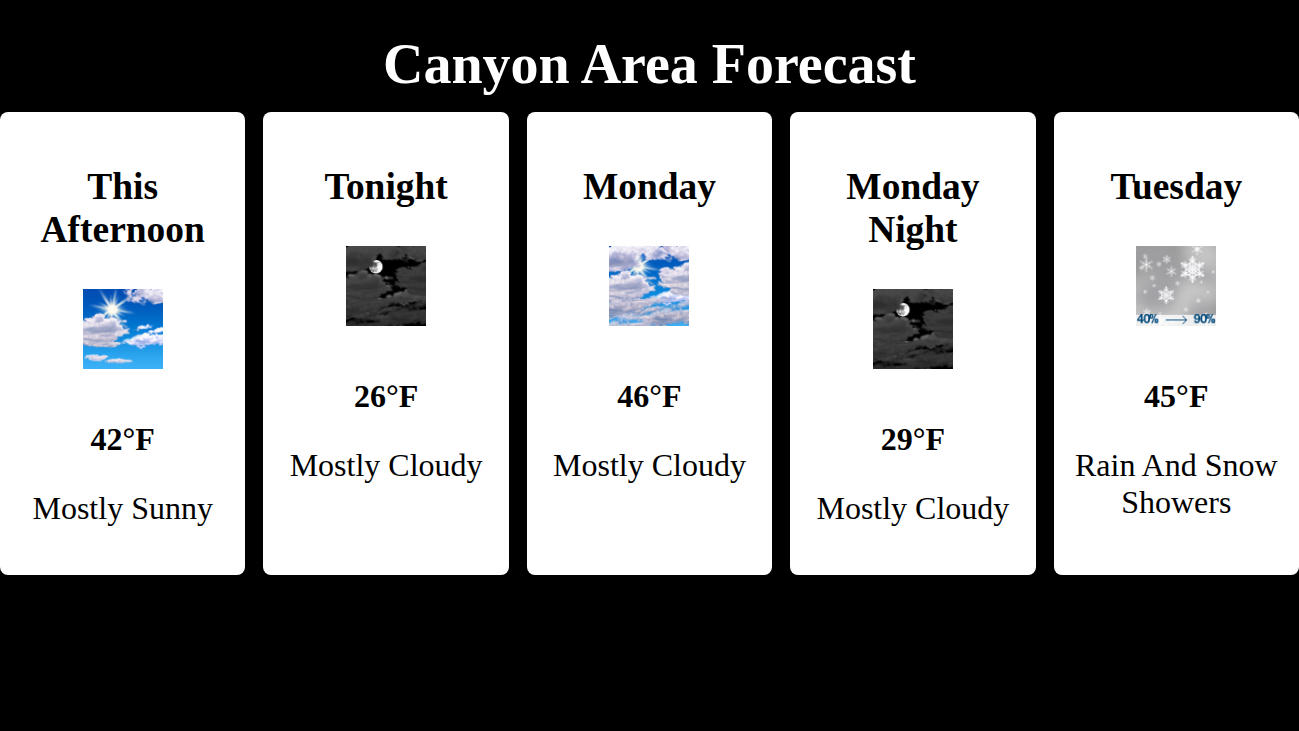 Canyon Area Forecast
This
Afternoon
42°F
Mostly Sunny
Tonight
26°F
Mostly Cloudy
Monday
46°F
Mostly Cloudy
Monday
Night
29°F
Mostly Cloudy
Tuesday
40% 90%
45°F
Rain And Snow
Showers